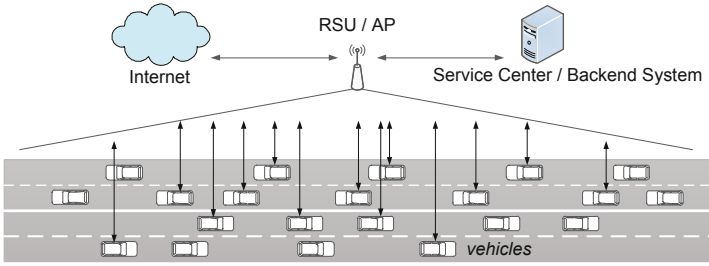 RSU / AP
Internet
Service Center / Backend System
vehicles